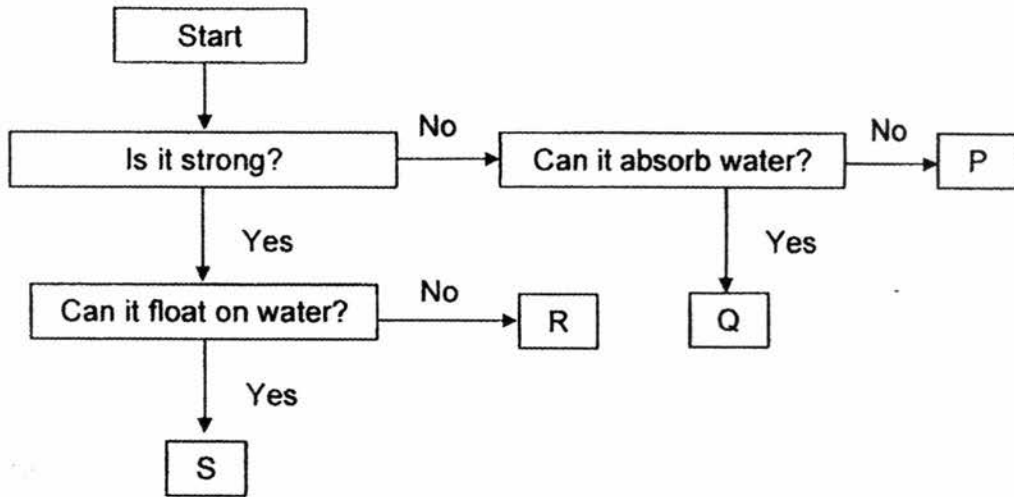 Start
Is it strong?
No
Can it absorb water?
No
P
Yes
Yes
Can it float on water?
No
R
Q
Yes
S